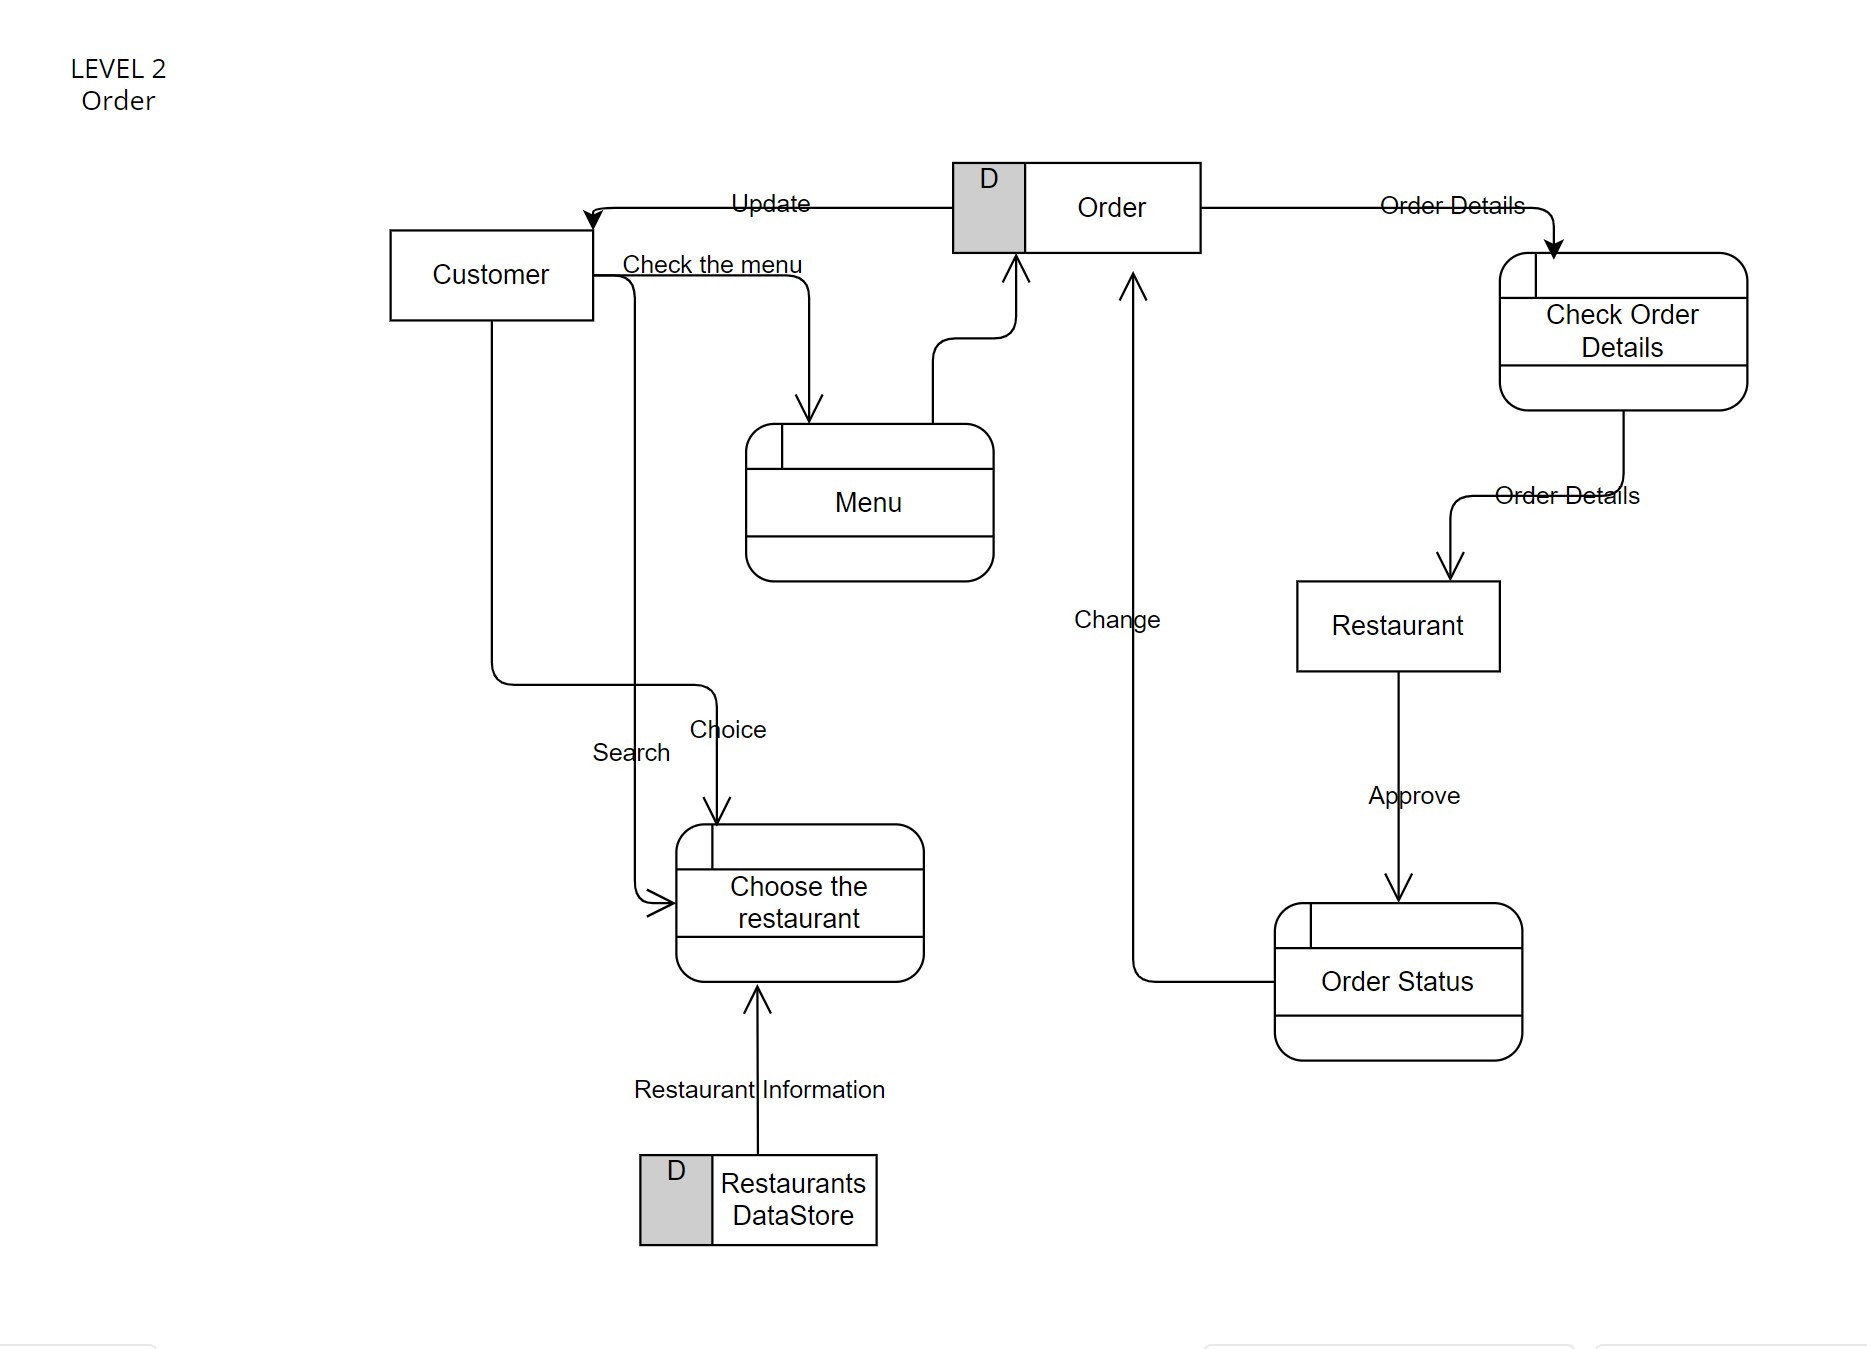 LEVEL 2
Order
D
Order
Update
Order Details
Customer
Check the menu
Check Order
Details
Menu
Order Details
Change
Restaurant
Choice
Search
Approve
Choose the
restaurant
Order Status
Restaurant Information
D
Restaurants
DataStore